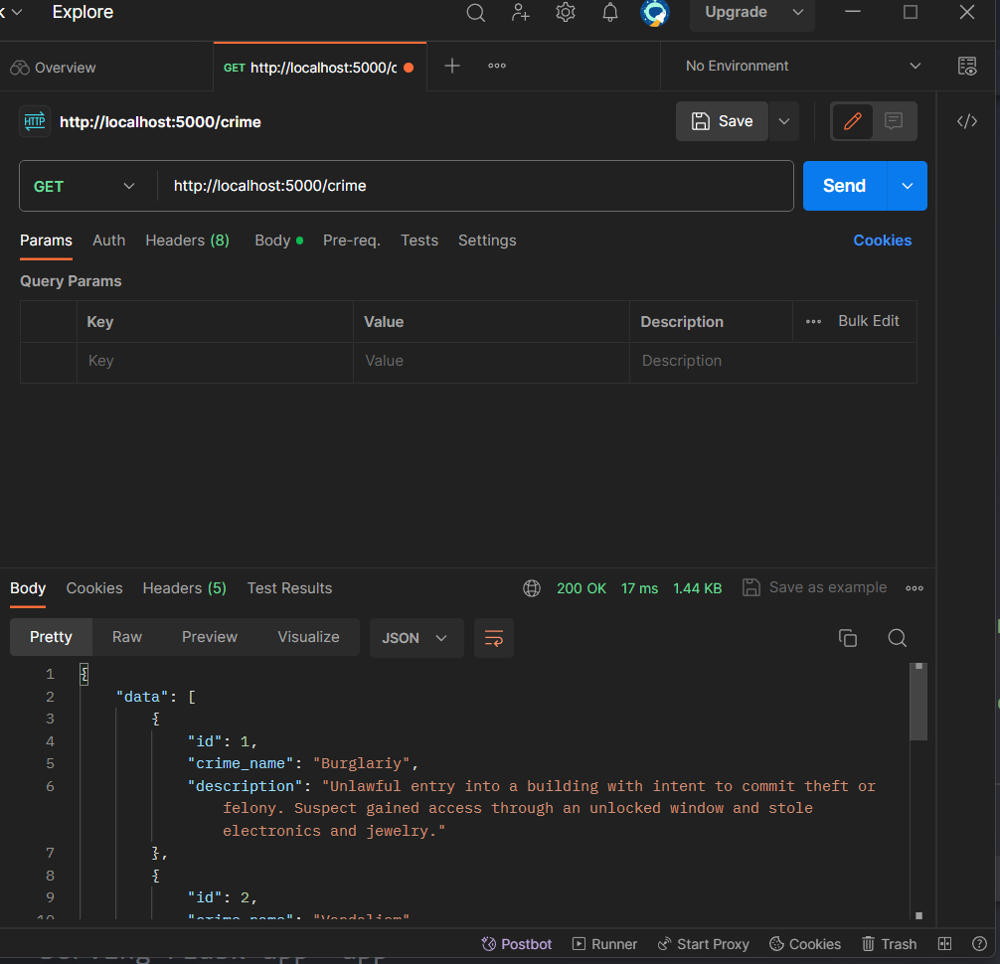 Explore
Upgrade
Overview
GET http://localhost:5000/c
No Environment
HTTP http://localhost:5000/crime
Save
GET http://localhost:5000/crime
Send
Params Auth Headers (8) Body Pre-req. Tests Settings Cookies
Query Params
Key Value Description Bulk Edit
Key Value Description
Body Cookies Headers (5) Test Results 200 OK 17 ms 1.44 KB Save as example
Pretty Raw Preview Visualize JSON
1 {
2 "data": [
3 {
4 "id": 1,
5 "crime_name": "Burglariy",
6 "description": "Unlawful entry into a building with intent to commit theft or
felony. Suspect gained access through an unlocked window and stole
electronics and jewelry."
7 },
8 {
9 "id": 2,
10 "crime_name": "Vandalism"
Postbot Runner Start Proxy Cookies Trash